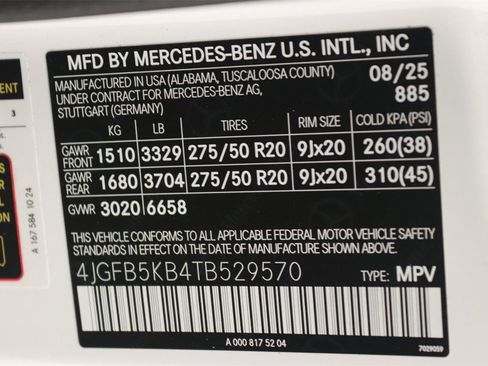 MFD BY MERCEDES-BENZ U.S. INTL., INC
MANUFACTURED IN USA (ALABAMA, TUSCALOOSA COUNTY) 08/25
UNDER CONTRACT FOR MERCEDES-BENZ AG, 885
STUTTGART (GERMANY)
KG LB TIRES RIM SIZE COLD KPA (PSI)
GAWR FRONT 1510 3329 275/50 R20 9Jx20 260(38)
GAWR REAR 1680 3704 275/50 R20 9Jx20 310(45)
GVWR 3020 6658
THIS VEHICLE CONFORMS TO ALL APPLICABLE FEDERAL MOTOR VEHICLE SAFETY
STANDARDS IN EFFECT ON THE DATE OF MANUFACTURE SHOWN ABOVE.
4JGFB5KB4TB529570 TYPE: MPV
A 000 817 52 04
7029059
3
A 167 584 10 24